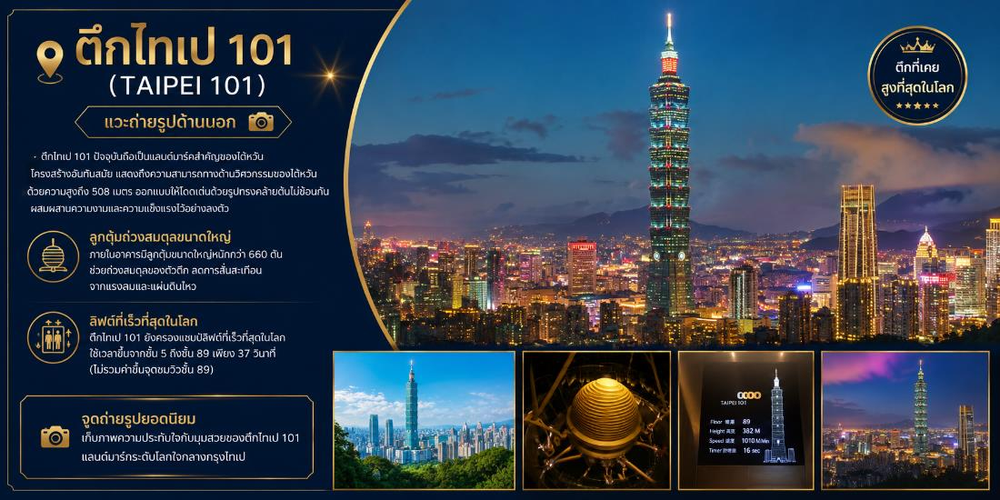 ตึกไทเป 101
(TAIPEI 101)
แวะถ่ายรูปด้านนอก
· ตึกไทเป 101 ปัจจุบันถือเป็นแลนด์มาร์คสำคัญของไต้หวัน
โครงสร้างอันทันสมัย แสดงถึงความสามารถทางด้านวิศวกรรมของไต้หวัน
ด้วยความสูงถึง 508 เมตร ออกแบบให้โดดเด่นด้วยรูปทรงคล้ายต้นไม้ซ้อนกัน
ผสมผสานความงามและความแข็งแรงไว้อย่างลงตัว
ลูกตุ้มถ่วงสมดุลขนาดใหญ่
ภายในอาคารมีลูกตุ้มขนาดใหญ่หนักกว่า 660 ตัน
ช่วยถ่วงสมดุลของตัวตึก ลดการสั่นสะเทือน
จากแรงลมและแผ่นดินไหว
ลิฟต์ที่เร็วที่สุดในโลก
ตึกไทเป 101 ยังครองแชมป์ลิฟต์ที่เร็วที่สุดในโลก
ใช้เวลาขึ้นจากชั้น 5 ถึงชั้น 89 เพียง 37 วินาที
(ไม่รวมค่าขึ้นจุดชมวิวชั้น 89)
จูดถ่ายรูปยอดนิยม
เก็บภาพความประทับใจกับมุมสวยของตึกไทเป 101
แลนด์มาร์กระดับโลกใจกลางกรุงไทเป
ตึกที่เคย
สูงที่สุดในโลก
TAIPEI 101
Floor 89
Height 高度 382 M
Speed 速度 1010 M/Min
Timer 計時器 16 sec